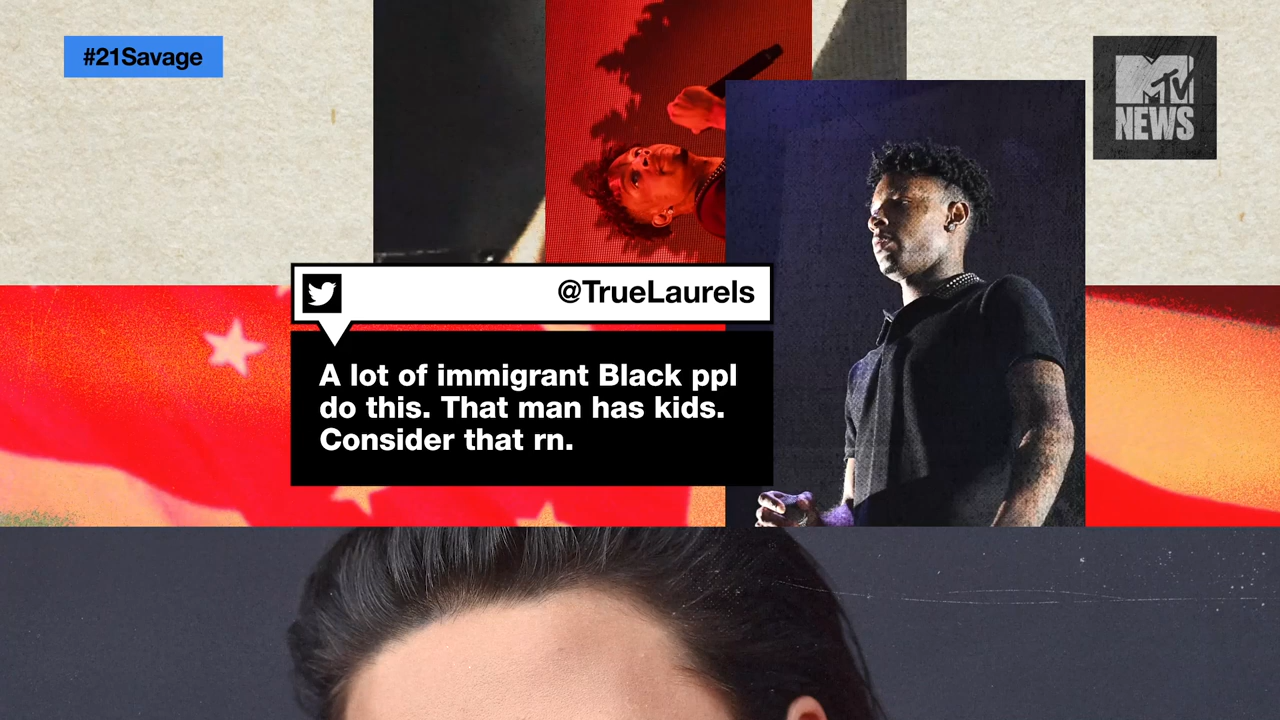 #21Savage
MTV
NEWS
@TrueLaurels
A lot of immigrant Black ppl
do this. That man has kids.
Consider that rn.